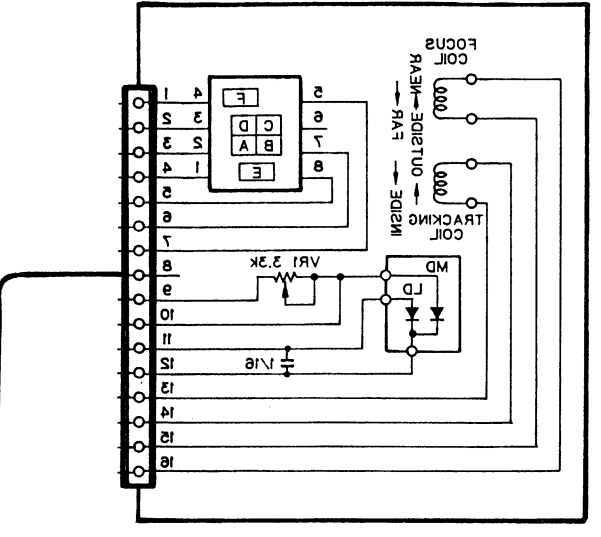 FOCUS
COIL
FAR NEAR
INSIDE OUTSIDE
TRACKING
COIL
1 4 F 5
2 3 D C 6
3 2 A B 7
4 1 E 8
5
6
7
8
9
10
11
12
13
14
15
16
VR1 3.3K
MD
LD
1/16